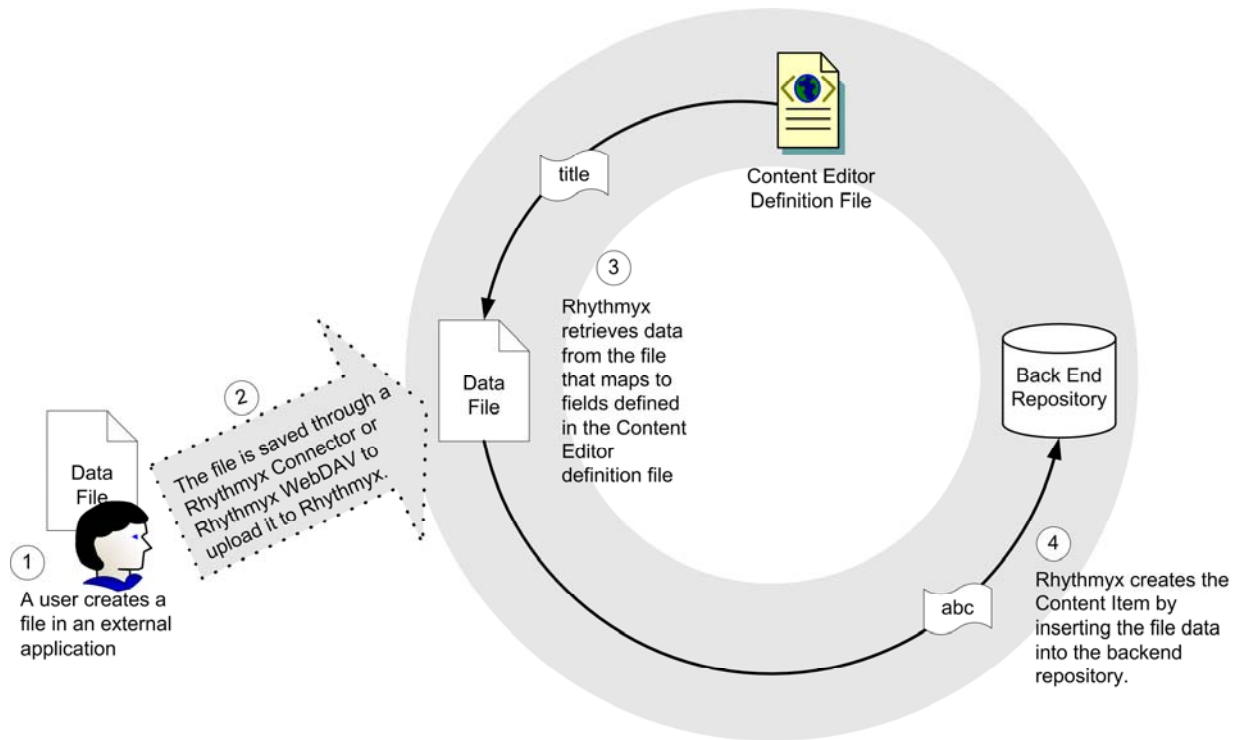 1
Data
File
A user creates a
file in an external
application
2
The file is saved through a
Rhythmyx Connector or
Rhythmyx WebDAV to
upload it to Rhythmyx.
Content Editor
Definition File
title
Data
File
3
Rhythmyx
retrieves data
from the file
that maps to
fields defined
in the Content
Editor
definition file
abc
Back End
Repository
4
Rhythmyx creates the
Content Item by
inserting the file data
into the backend
repository.